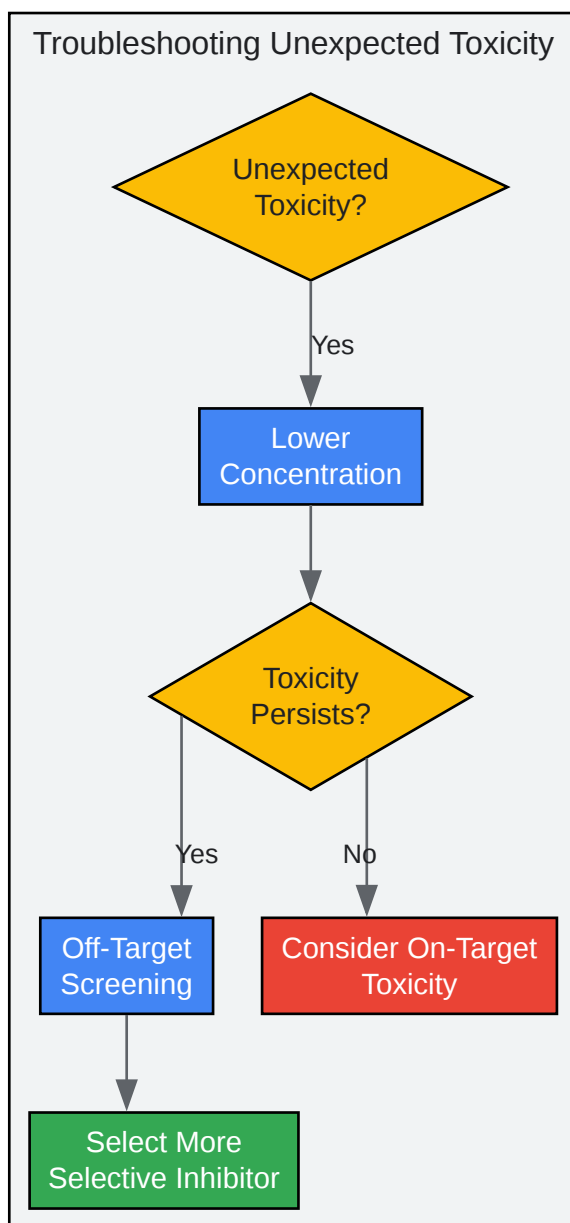 Troubleshooting Unexpected Toxicity
Unexpected
Toxicity?
Yes
Lower
Concentration
Toxicity
Persists?
Yes
No
Off-Target
Screening
Consider On-Target
Toxicity
Select More
Selective Inhibitor